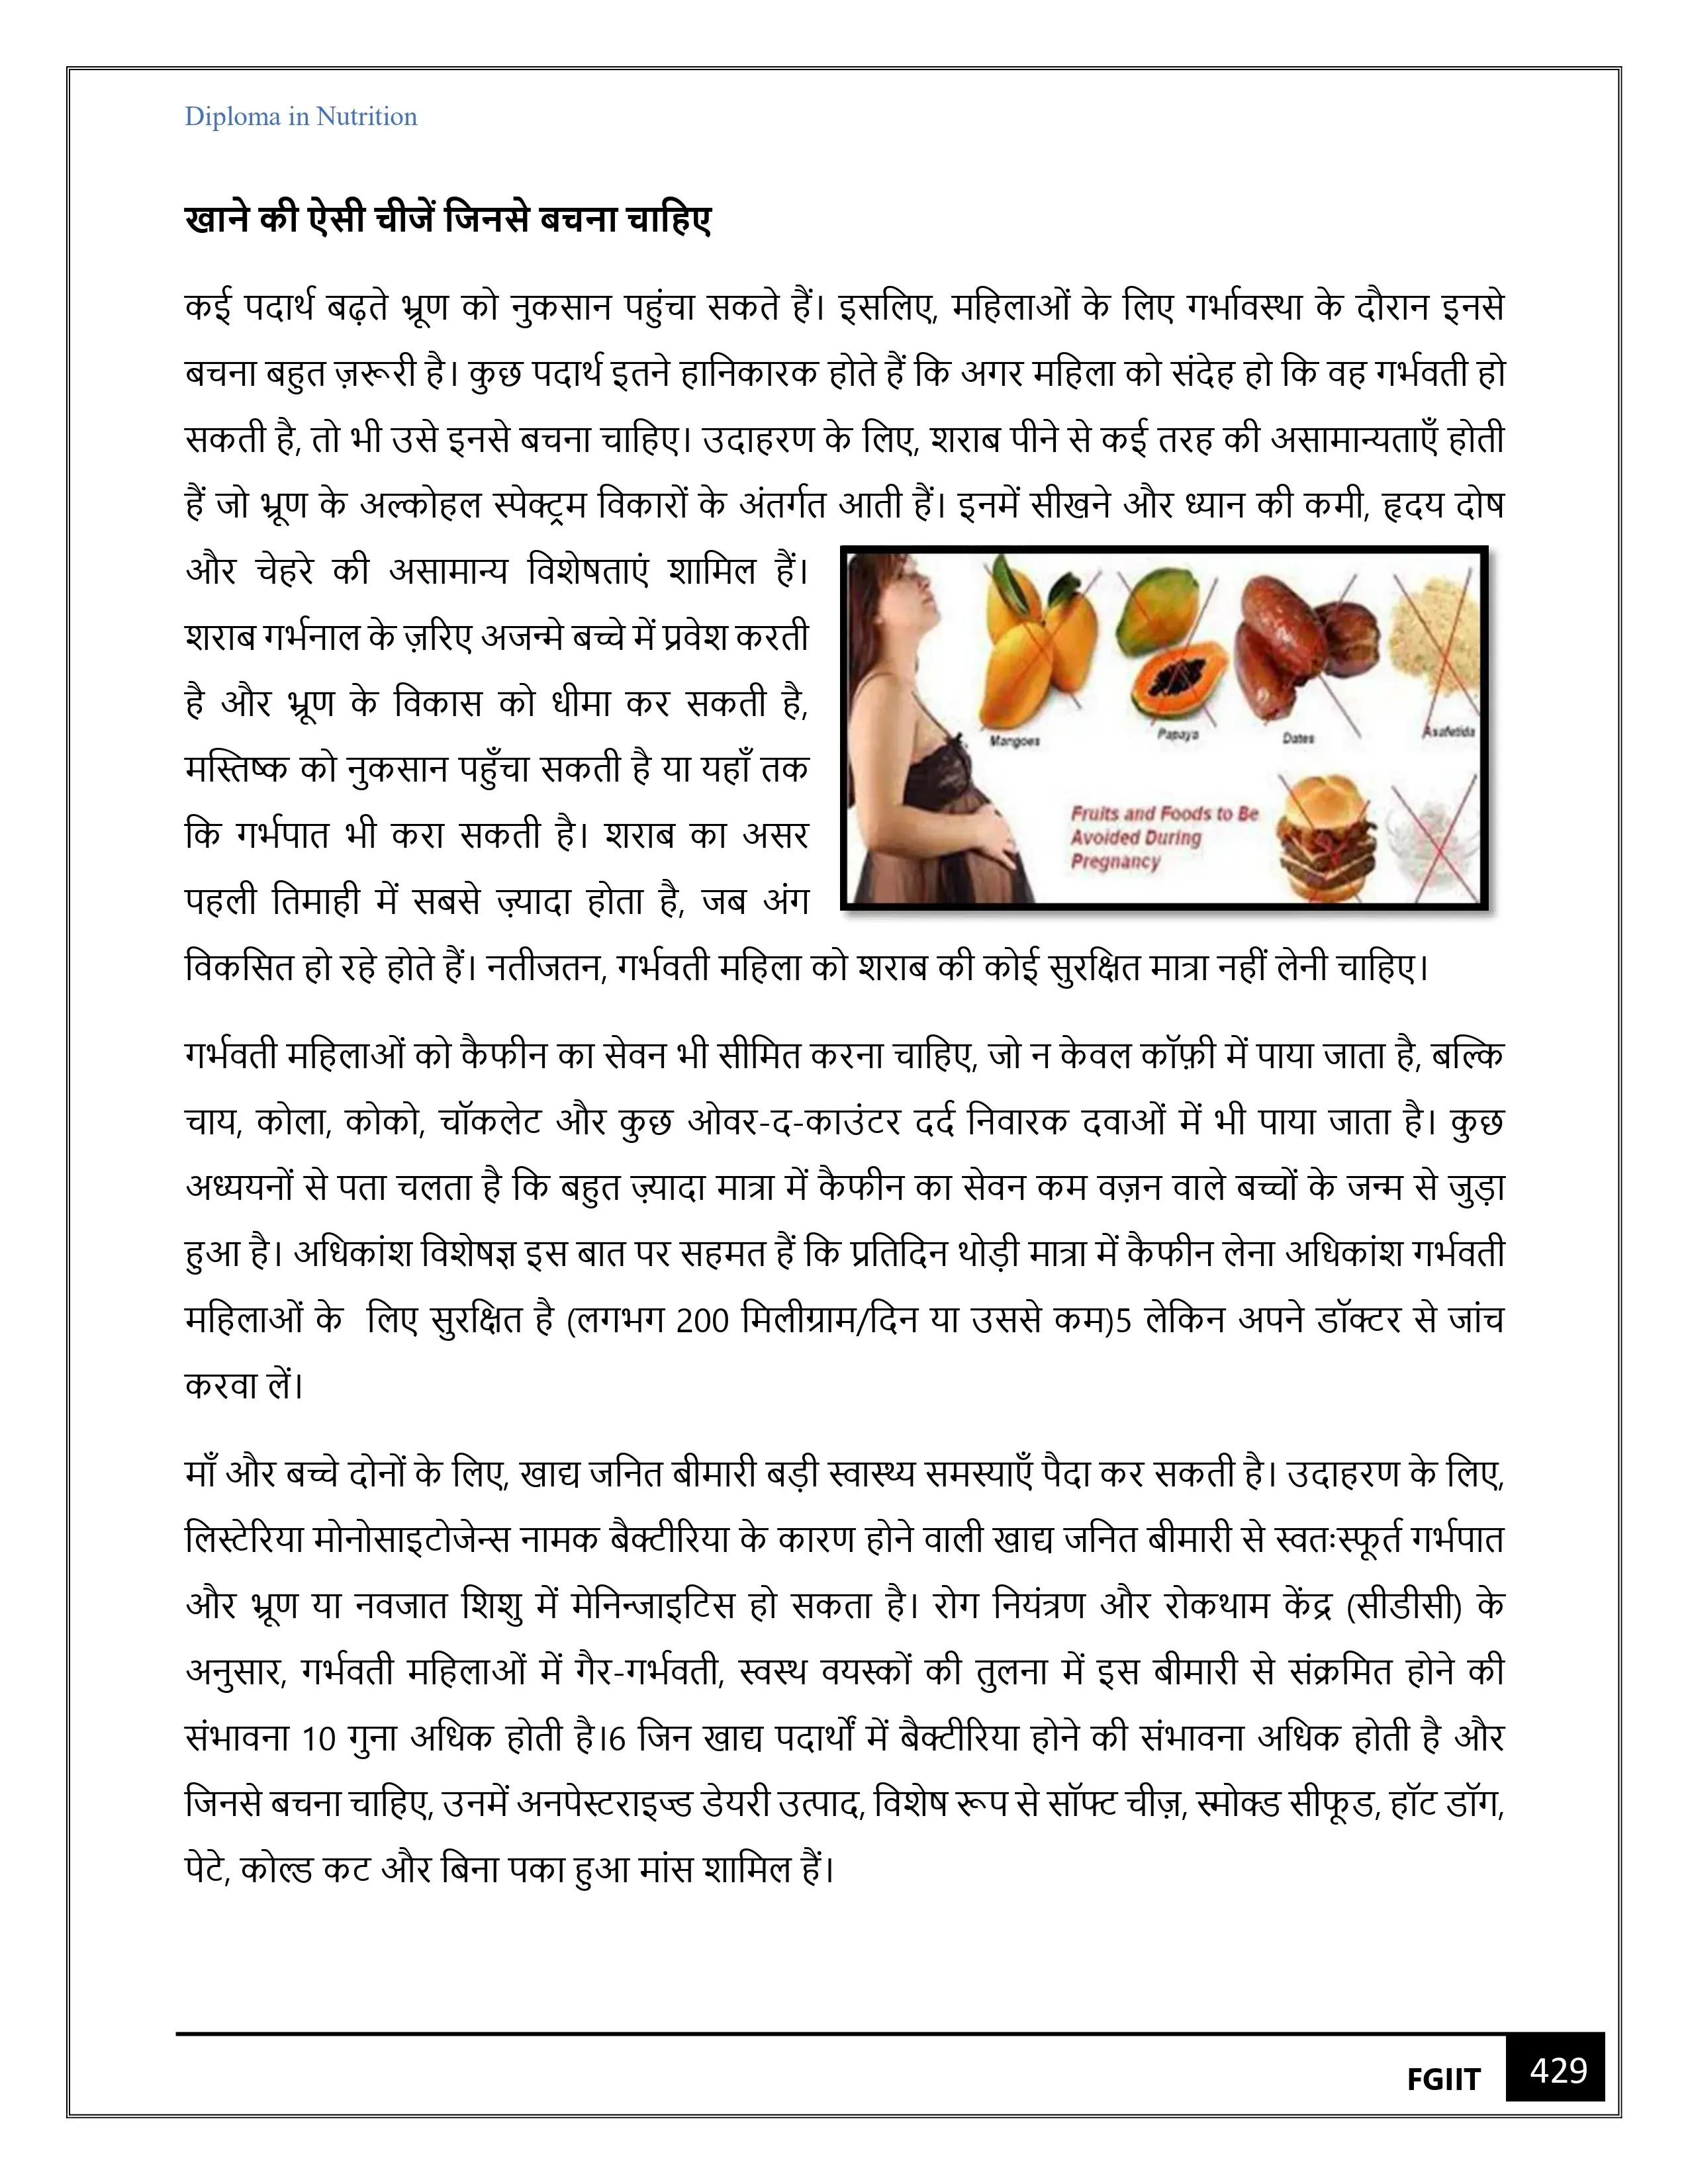 Diploma in Nutrition
खाने की ऐसी चीजें जिनसे बचना चाहिए
कई पदार्थ बढ़ते भ्रूण को नुकसान पहुंचा सकते हैं। इसलिए, महिलाओं के लिए गर्भावस्था के दौरान इनसे
बचना बहुत ज़रूरी है। कुछ पदार्थ इतने हानिकारक होते हैं कि अगर महिला को संदेह हो कि वह गर्भवती हो
सकती है, तो भी उसे इनसे बचना चाहिए। उदाहरण के लिए, शराब पीने से कई तरह की असामान्यताएँ होती
हैं जो भ्रूण के अल्कोहल स्पेक्ट्रम विकारों के अंतर्गत आती हैं। इनमें सीखने और ध्यान की कमी, हृदय दोष
और चेहरे की असामान्य विशेषताएं शामिल हैं।
शराब गर्भनाल के ज़रिए अजन्मे बच्चे में प्रवेश करती
है और भ्रूण के विकास को धीमा कर सकती है,
मस्तिष्क को नुकसान पहुँचा सकती है या यहाँ तक
कि गर्भपात भी करा सकती है। शराब का असर
पहली तिमाही में सबसे ज़्यादा होता है, जब अंग
विकसित हो रहे होते हैं। नतीजतन, गर्भवती महिला को शराब की कोई सुरक्षित मात्रा नहीं लेनी चाहिए।
Mangoes
Papaya
Dates
Asafetida
Fruits and Foods to Be
Avoided During
Pregnancy
गर्भवती महिलाओं को कैफीन का सेवन भी सीमित करना चाहिए, जो न केवल कॉफ़ी में पाया जाता है, बल्कि
चाय, कोला, कोको, चॉकलेट और कुछ ओवर-द-काउंटर दर्द निवारक दवाओं में भी पाया जाता है। कुछ
अध्ययनों से पता चलता है कि बहुत ज़्यादा मात्रा में कैफीन का सेवन कम वज़न वाले बच्चों के जन्म से जुड़ा
हुआ है। अधिकांश विशेषज्ञ इस बात पर सहमत हैं कि प्रतिदिन थोड़ी मात्रा में कैफीन लेना अधिकांश गर्भवती
महिलाओं के लिए सुरक्षित है (लगभग 200 मिलीग्राम/दिन या उससे कम)5 लेकिन अपने डॉक्टर से जांच
करवा लें।
माँ और बच्चे दोनों के लिए, खाद्य जनित बीमारी बड़ी स्वास्थ्य समस्याएँ पैदा कर सकती है। उदाहरण के लिए,
लिस्टेरिया मोनोसाइटोजेन्स नामक बैक्टीरिया के कारण होने वाली खाद्य जनित बीमारी से स्वतःस्फूर्त गर्भपात
और भ्रूण या नवजात शिशु में मेनिन्जाइटिस हो सकता है। रोग नियंत्रण और रोकथाम केंद्र (सीडीसी) के
अनुसार, गर्भवती महिलाओं में गैर-गर्भवती, स्वस्थ वयस्कों की तुलना में इस बीमारी से संक्रमित होने की
संभावना 10 गुना अधिक होती है।6 जिन खाद्य पदार्थों में बैक्टीरिया होने की संभावना अधिक होती है और
जिनसे बचना चाहिए, उनमें अनपेस्टराइज्ड डेयरी उत्पाद, विशेष रूप से सॉफ्ट चीज़, स्मोक्ड सीफूड, हॉट डॉग,
पेटे, कोल्ड कट और बिना पका हुआ मांस शामिल हैं।
FGIIT 429